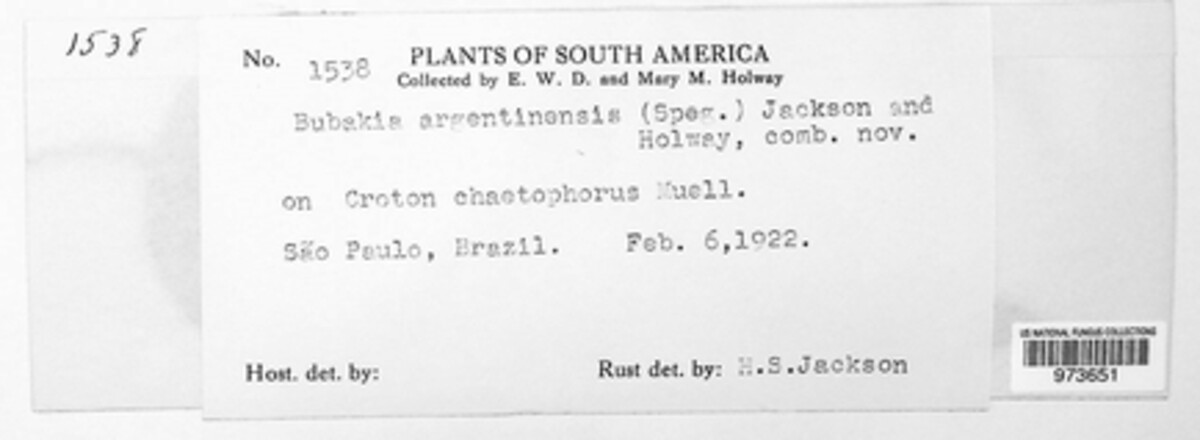 1538
No. 1538 PLANTS OF SOUTH AMERICA
Collected by E. W. D. and Mary M. Holway
Bubakia argentinensis (Speg.) Jackson and
Holway, comb. nov.
on Croton chaetophorus Muell.
São Paulo, Brazil. Feb. 6,1922.
Host. det. by: Rust det. by: H.S.Jackson
US NATIONAL FUNGUS COLLECTIONS
973651